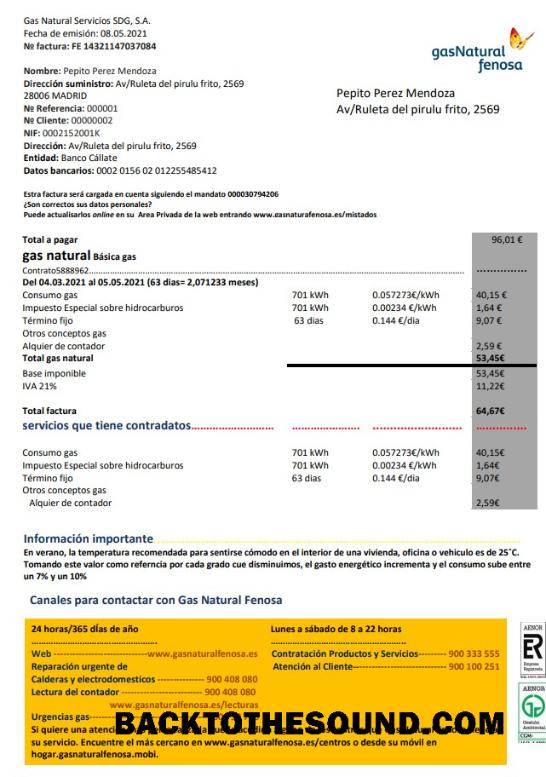 Gas Natural Servicios SDG, S.A.
Fecha de emisión: 08.05.2021
Nº factura: FE 14321147037084
gasNatural
fenosa
Nombre: Pepito Perez Mendoza
Dirección suministro: Av/Ruleta del pirulu frito, 2569
28006 MADRID
Nº Referencia: 000001
Nº Cliente: 00000002
NIF: 0002152001K
Dirección: Av/Ruleta del pirulu frito, 2569
Entidad: Banco Cállate
Datos bancarios: 0002 0156 02 012255485412
Pepito Perez Mendoza
Av/Ruleta del pirulu frito, 2569
Esta factura será cargada en cuenta siguiendo el mandato 000030794206
¿Son correctos sus datos personales?
Puede actualisarlos online en su Area Privada de la web entrando www.gasnaturalfenosa.es/mistados
Total a pagar 96,01 €
gas natural Básica gas
Contrato5888962
Del 04.03.2021 al 05.05.2021 (63 dias= 2,071233 meses)
Consumo gas 701 kWh 0.057273€/kWh 40,15 €
Impuesto Especial sobre hidrocarburos 701 kWh 0.00234 €/kWh 1,64 €
Término fijo 63 dias 0.144 €/dia 9,07 €
Otros conceptos gas
Alquier de contador 2,59 €
Total gas natural 53,45€
Base imponible 53,45€
IVA 21% 11,22€
Total factura 64,67€
servicios que tiene contradatos
Consumo gas 701 kWh 0.057273€/kWh 40,15€
Impuesto Especial sobre hidrocarburos 701 kWh 0.00234 €/kWh 1,64€
Término fijo 63 dias 0.144 €/dia 9,07€
Otros conceptos gas
Alquier de contador 2,59€
Información importante
En verano, la temperatura recomendada para sentirse cómodo en el interior de una vivienda, oficina o vehiculo es de 25˚C.
Tomando este valor como referncia por cada grado cue disminuimos, el gasto energético incrementa y el consumo sube entre
un 7% y un 10%
Canales para contactar con Gas Natural Fenosa
24 horas/365 dÍas de año
Web --------------------www.gasnaturalfenosa.es
Reparación urgente de
Calderas y electrodomesticos -------------- 900 408 080
Lectura del contador ---------------- 900 408 080
www.gasnaturalfenosa.es/lecturas
Urgencias gas
Lunes a sábado de 8 a 22 horas
Contratación Productos y Servicios-------- 900 333 555
Atención al Cliente------------------- 900 100 251
BACKTOTHESOUND.COM
Si quiere una
su servicio. Encuentre el más cercano en www.gasnaturalfenosa.es/centros o desde su móvil en
hogar.gasnaturalfenosa.mobi.
AENOR
ER
Empresa
Registrada
AENOR
Gestión
Ambiental